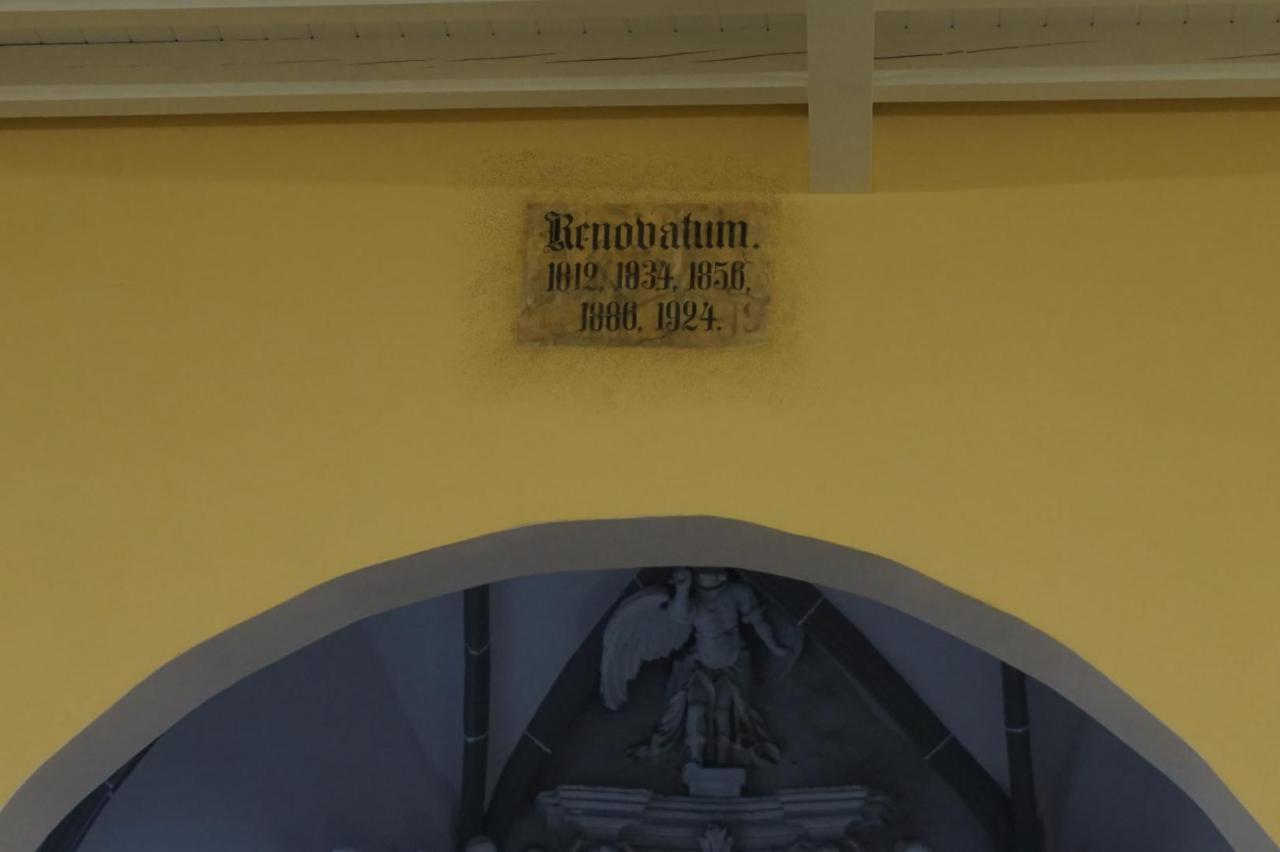 Renovatum.
1812, 1834, 1856,
1886. 1924.